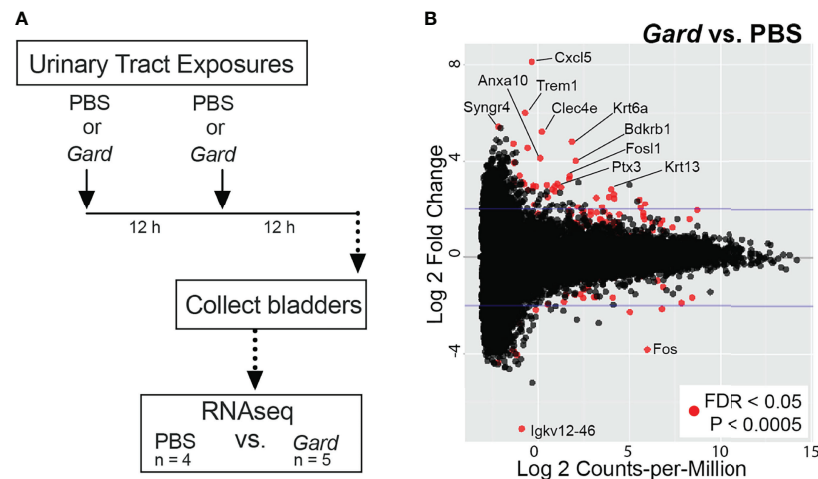 A
Urinary Tract Exposures
PBS PBS
or or
Gard Gard
12 h 12 h
Collect bladders
RNAseq
PBS vs. Gard
n = 4 n = 5
B
Gard vs. PBS
Log 2 Fold Change
8
4
0
-4
Cxcl5
Anxa10
Trem1
Syngr4
Clec4e
Krt6a
Bdkrb1
Fosl1
Ptx3
Krt13
Fos
Igkv12-46
FDR < 0.05
P < 0.0005
0 5 10 15
Log 2 Counts-per-Million